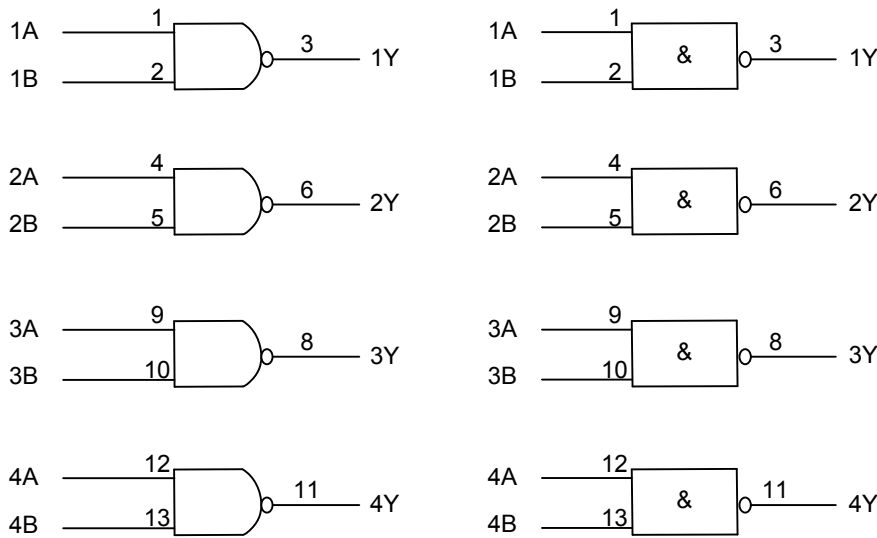 1A 1 3 1Y
1B 2
2A 4 6 2Y
2B 5
3A 9 8 3Y
3B 10
4A 12 11 4Y
4B 13
1A 1 & 3 1Y
1B 2
2A 4 & 6 2Y
2B 5
3A 9 & 8 3Y
3B 10
4A 12 & 11 4Y
4B 13